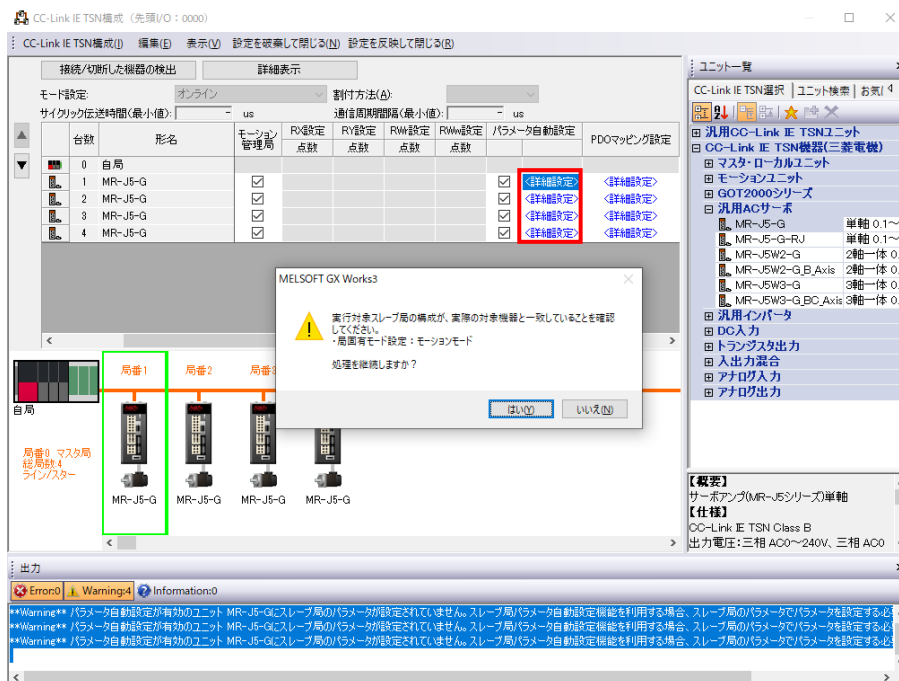 CC-Link IE TSN構成（先頭I/O：0000）
CC-Link IE TSN構成(I) 編集(E) 表示(V) 設定を破棄して閉じる(N) 設定を反映して閉じる(R)
接続/切断した機器の検出 詳細表示
モード設定: オンライン 割付方法(A):
サイクリック伝送時間(最小値): - us 通信周期間隔(最小値): - us
台数 形名 モーション管理局 RX設定 RY設定 RWr設定 RWw設定 パラメータ自動設定 PDOマッピング設定
点数 点数 点数 点数
0 自局
1 MR-J5-G <詳細設定> <詳細設定>
2 MR-J5-G <詳細設定> <詳細設定>
3 MR-J5-G <詳細設定> <詳細設定>
4 MR-J5-G <詳細設定> <詳細設定>
MELSOFT GX Works3
実行対象スレーブ局の構成が、実際の対象機器と一致していることを確認
してください。
・局固有モード設定：モーションモード
処理を継続しますか？
はい(Y) いいえ(N)
局番1 局番2 局番3
自局
局番0 マスタ局
総局数:4
ライン/スター
MR-J5-G MR-J5-G MR-J5-G MR-J5-G
ユニット一覧
CC-Link IE TSN選択 ユニット検索 お気
汎用CC-Link IE TSNユニット
CC-Link IE TSN機器(三菱電機)
マスタ・ローカルユニット
モーションユニット
GOT2000シリーズ
汎用ACサーボ
MR-J5-G 単軸 0.1～
MR-J5-G-RJ 単軸 0.1～
MR-J5W2-G 2軸一体 0.
MR-J5W2-G_B_Axis 2軸一体 0.
MR-J5W3-G 3軸一体 0.
MR-J5W3-G_BC_Axis 3軸一体 0.
汎用インバータ
DC入力
トランジスタ出力
入出力混合
アナログ入力
アナログ出力
【概要】
サーボアンプ(MR-J5シリーズ)単軸
【仕様】
CC-Link IE TSN Class B
出力電圧：三相 AC0～240V、三相 AC0
出力
Error:0 Warning:4 Information:0
**Warning** パラメータ自動設定が有効のユニット MR-J5-Gにスレーブ局のパラメータが設定されていません。スレーブ局パラメータ自動設定機能を利用する場合、スレーブ局のパラメータでパラメータを設定する必
**Warning** パラメータ自動設定が有効のユニット MR-J5-Gにスレーブ局のパラメータが設定されていません。スレーブ局パラメータ自動設定機能を利用する場合、スレーブ局のパラメータでパラメータを設定する必
**Warning** パラメータ自動設定が有効のユニット MR-J5-Gにスレーブ局のパラメータが設定されていません。スレーブ局パラメータ自動設定機能を利用する場合、スレーブ局のパラメータでパラメータを設定する必